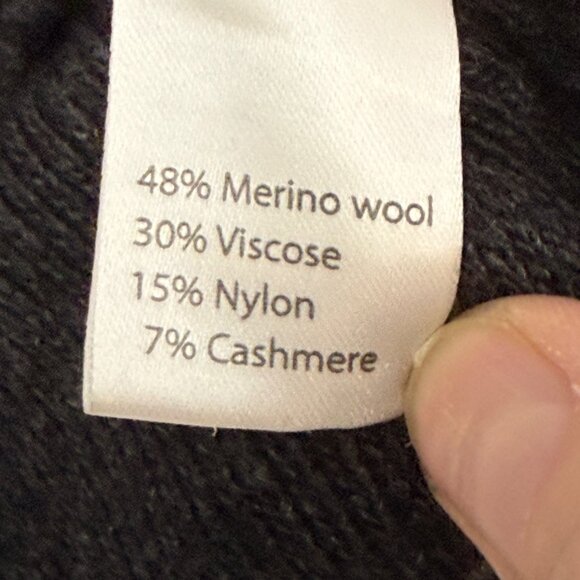 48% Merino wool
30% Viscose
15% Nylon
7% Cashmere